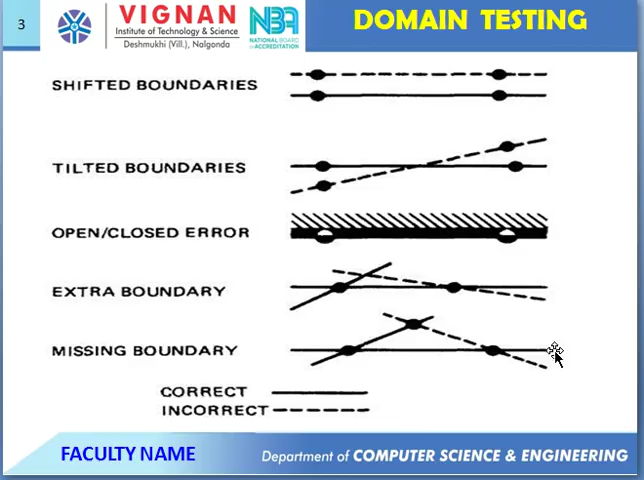 3
VIGNAN
Institute of Technology & Science
Deshmukhi (Vill.), Nalgonda
NBA
NATIONAL BOARD
of ACCREDITATION
DOMAIN TESTING
SHIFTED BOUNDARIES
TILTED BOUNDARIES
OPEN/CLOSED ERROR
EXTRA BOUNDARY
MISSING BOUNDARY
CORRECT
INCORRECT
FACULTY NAME
Department of COMPUTER SCIENCE & ENGINEERING